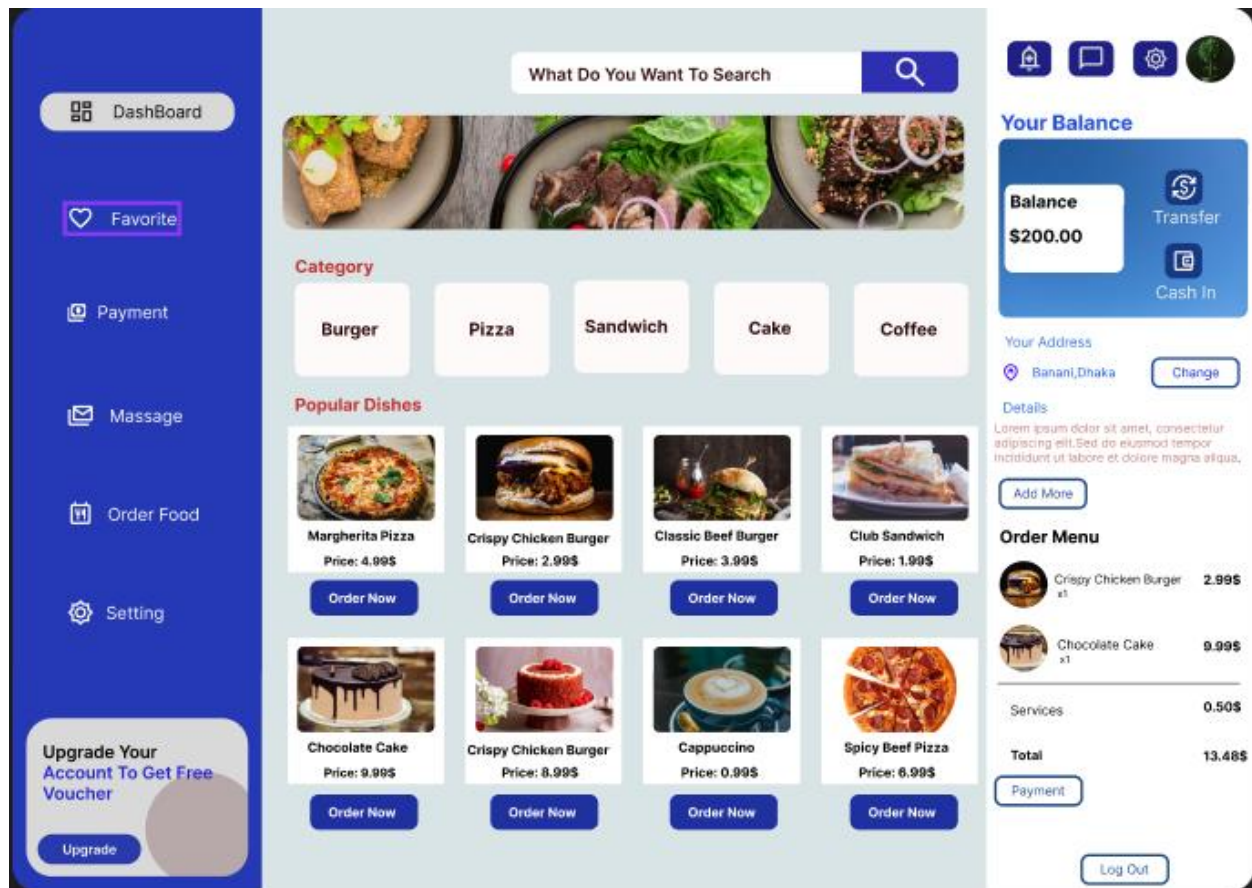 DashBoard
Favorite
Payment
Massage
Order Food
Setting
Upgrade Your
Account To Get Free
Voucher
Upgrade
What Do You Want To Search
Category
Burger
Pizza
Sandwich
Cake
Coffee
Popular Dishes
Margherita Pizza
Price: 4.99$
Order Now
Crispy Chicken Burger
Price: 2.99$
Order Now
Classic Beef Burger
Price: 3.99$
Order Now
Club Sandwich
Price: 1.99$
Order Now
Chocolate Cake
Price: 9.99$
Order Now
Crispy Chicken Burger
Price: 8.99$
Order Now
Cappuccino
Price: 0.99$
Order Now
Spicy Beef Pizza
Price: 6.99$
Order Now
Your Balance
Balance
$200.00
Transfer
Cash In
Your Address
Banani,Dhaka
Change
Details
Lorem ipsum dolor sit amet, consectetur
adipiscing elit.Sed do eiusmod tempor
incididunt ut labore et dolore magna aliqua.
Add More
Order Menu
Crispy Chicken Burger 2.99$
x1
Chocolate Cake 9.99$
x1
Services 0.50$
Total 13.48$
Payment
Log Out